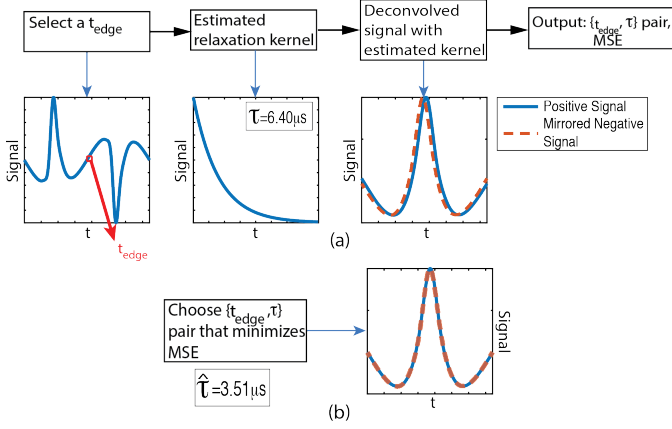 Select a t_edge
Estimated
relaxation kernel
Deconvolved
signal with
estimated kernel
Output: {t_edge, τ} pair,
MSE
Signal
t
t_edge
τ=6.40μs
t
Signal
t
Positive Signal
Mirrored Negative
Signal
(a)
Choose {t_edge,τ}
pair that minimizes
MSE
τ̂=3.51μs
Signal
t
(b)